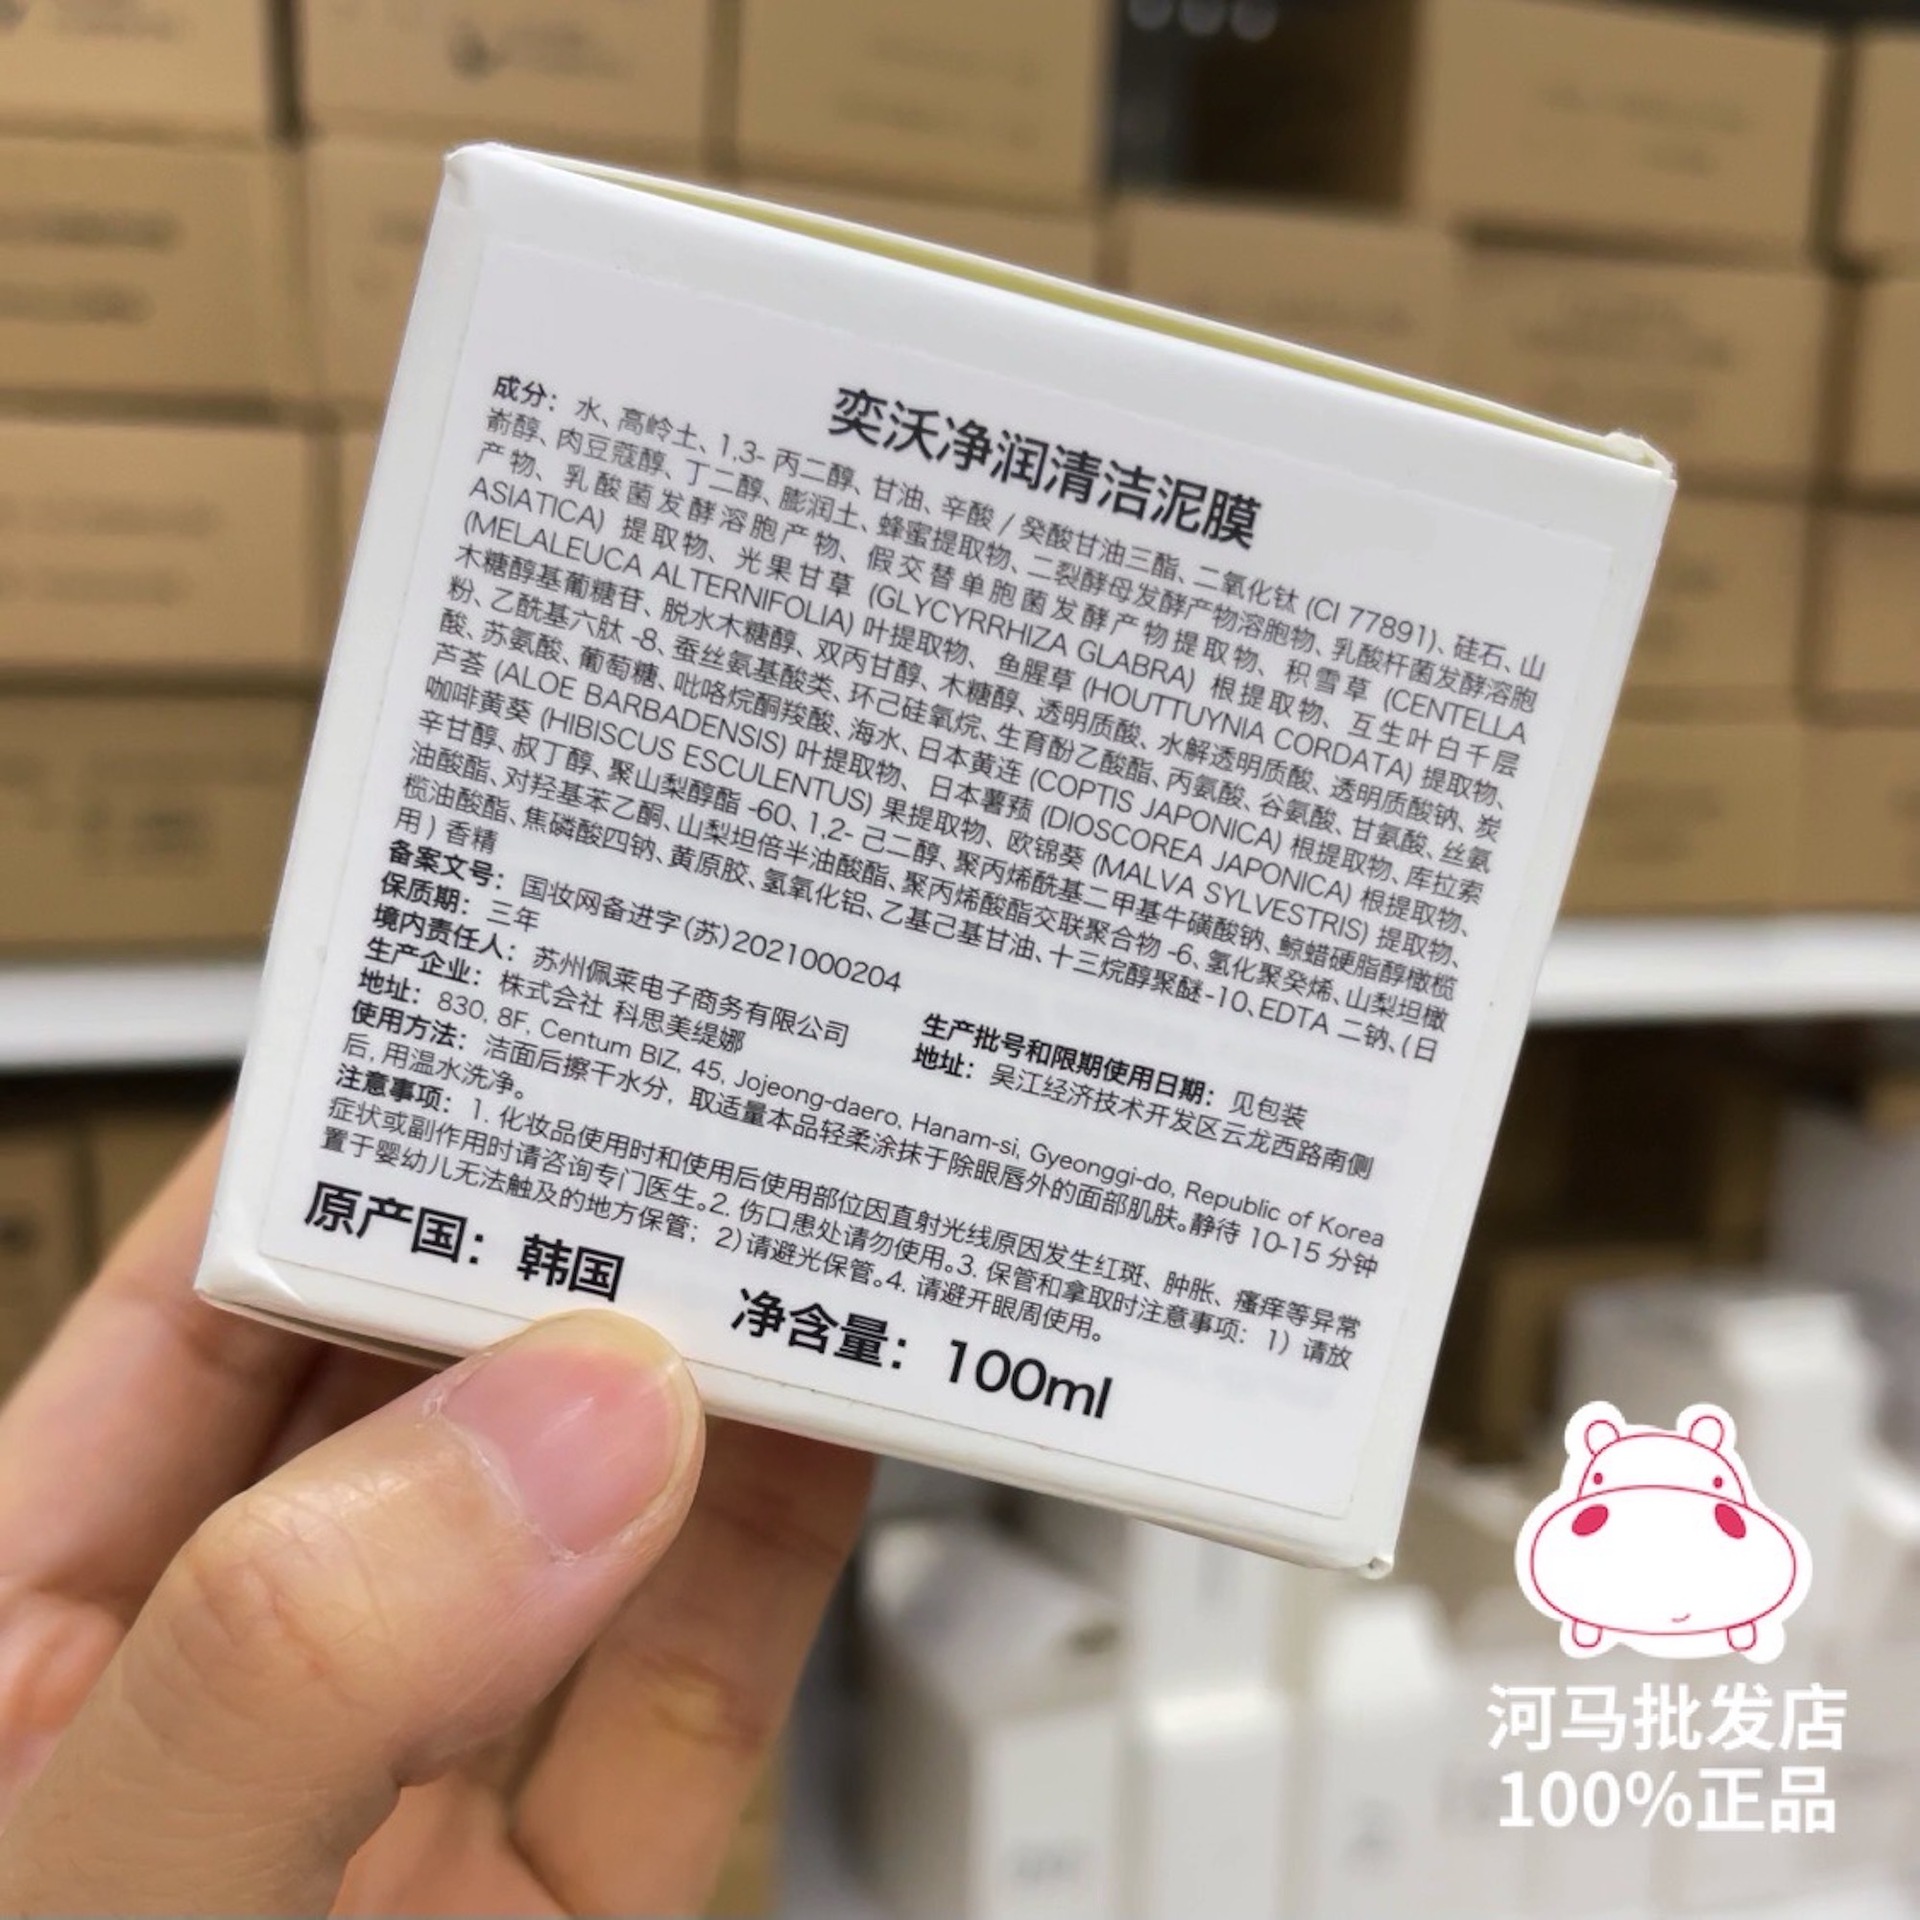 奕沃净润清洁泥膜
成分：水、高岭土、1,3- 丙二醇、甘油、辛酸 / 癸酸甘油三酯、二氧化钛 (CI 77891)、硅石、山
嵛醇、肉豆蔻醇、丁二醇、膨润土、蜂蜜提取物、二裂酵母发酵产物溶胞物、乳酸杆菌发酵溶胞
产物、乳酸菌发酵溶胞产物、假交替单胞菌发酵产物提取物、积雪草 (CENTELLA
ASIATICA) 提取物、光果甘草 (GLYCYRRHIZA GLABRA) 根提取物、互生叶白千层
(MELALEUCA ALTERNIFOLIA) 叶提取物、鱼腥草 (HOUTTUYNIA CORDATA) 提取物、
木糖醇基葡糖苷、脱水木糖醇、双丙甘醇、木糖醇、透明质酸、水解透明质酸、透明质酸钠、炭
粉、乙酰基六肽 -8、蚕丝氨基酸类、环己硅氧烷、生育酚乙酸酯、丙氨酸、谷氨酸、甘氨酸、丝氨
酸、苏氨酸、葡萄糖、吡咯烷酮羧酸、海水、日本黄连 (COPTIS JAPONICA) 根提取物、库拉索
芦荟 (ALOE BARBADENSIS) 叶提取物、日本薯蓣 (DIOSCOREA JAPONICA) 根提取物、
咖啡黄葵 (HIBISCUS ESCULENTUS) 果提取物、欧锦葵 (MALVA SYLVESTRIS) 提取物、
辛甘醇、叔丁醇、聚山梨醇酯 -60、1,2- 己二醇、聚丙烯酰基二甲基牛磺酸钠、鲸蜡硬脂醇橄榄
油酸酯、对羟基苯乙酮、山梨坦倍半油酸酯、聚丙烯酸酯交联聚合物 -6、氢化聚癸烯、山梨坦橄
榄油酸酯、焦磷酸四钠、黄原胶、氢氧化铝、乙基己基甘油、十三烷醇聚醚 -10、EDTA 二钠、( 日
用 ) 香精
备案文号：国妆网备进字(苏)2021000204
保质期：三年 生产批号和限期使用日期：见包装
境内责任人：苏州佩莱电子商务有限公司 地址：吴江经济技术开发区云龙西路南侧
生产企业：株式会社 科思美缇娜
地址：830, 8F, Centum BIZ, 45, Jojeong-daero, Hanam-si, Gyeonggi-do, Republic of Korea
使用方法：洁面后擦干水分，取适量本品轻柔涂抹于除眼唇外的面部肌肤。静待 10-15 分钟
后，用温水洗净。
注意事项：1. 化妆品使用时和使用后使用部位因直射光线原因发生红斑、肿胀、瘙痒等异常
症状或副作用时请咨询专门医生。2. 伤口患处请勿使用。3. 保管和拿取时注意事项：1) 请放
置于婴幼儿无法触及的地方保管；2)请避光保管。4. 请避开眼周使用。
原产国：韩国 净含量：100ml
河马批发店
100%正品